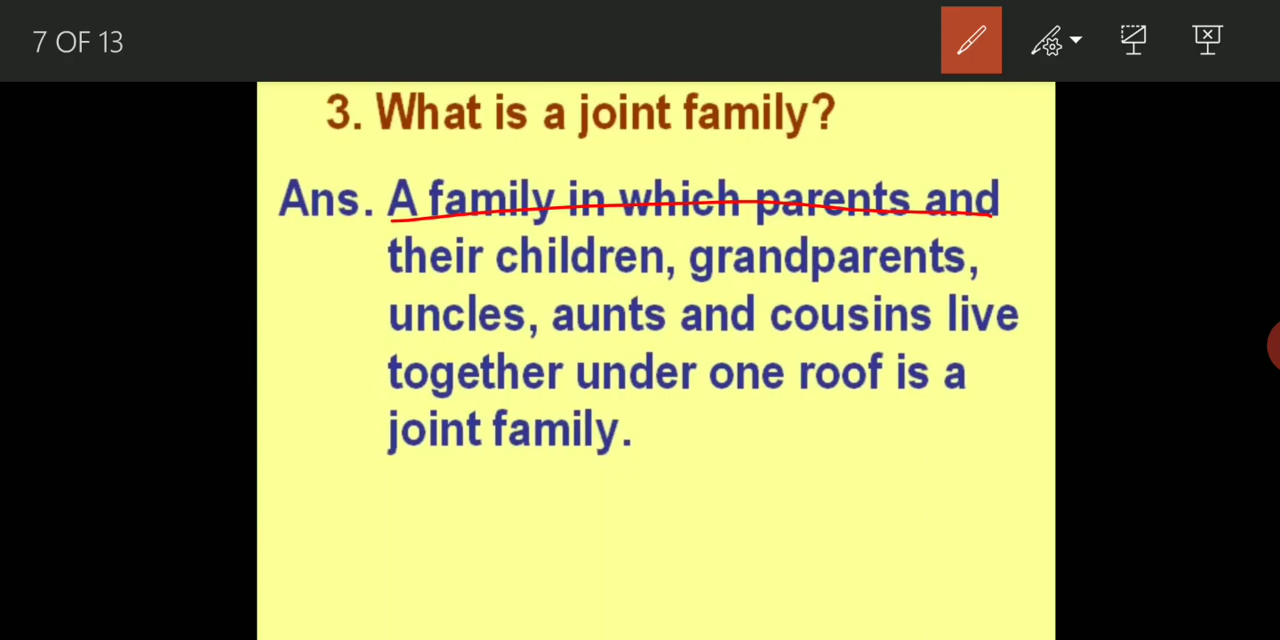 7 OF 13
3. What is a joint family?
Ans. A family in which parents and
their children, grandparents,
uncles, aunts and cousins live
together under one roof is a
joint family.